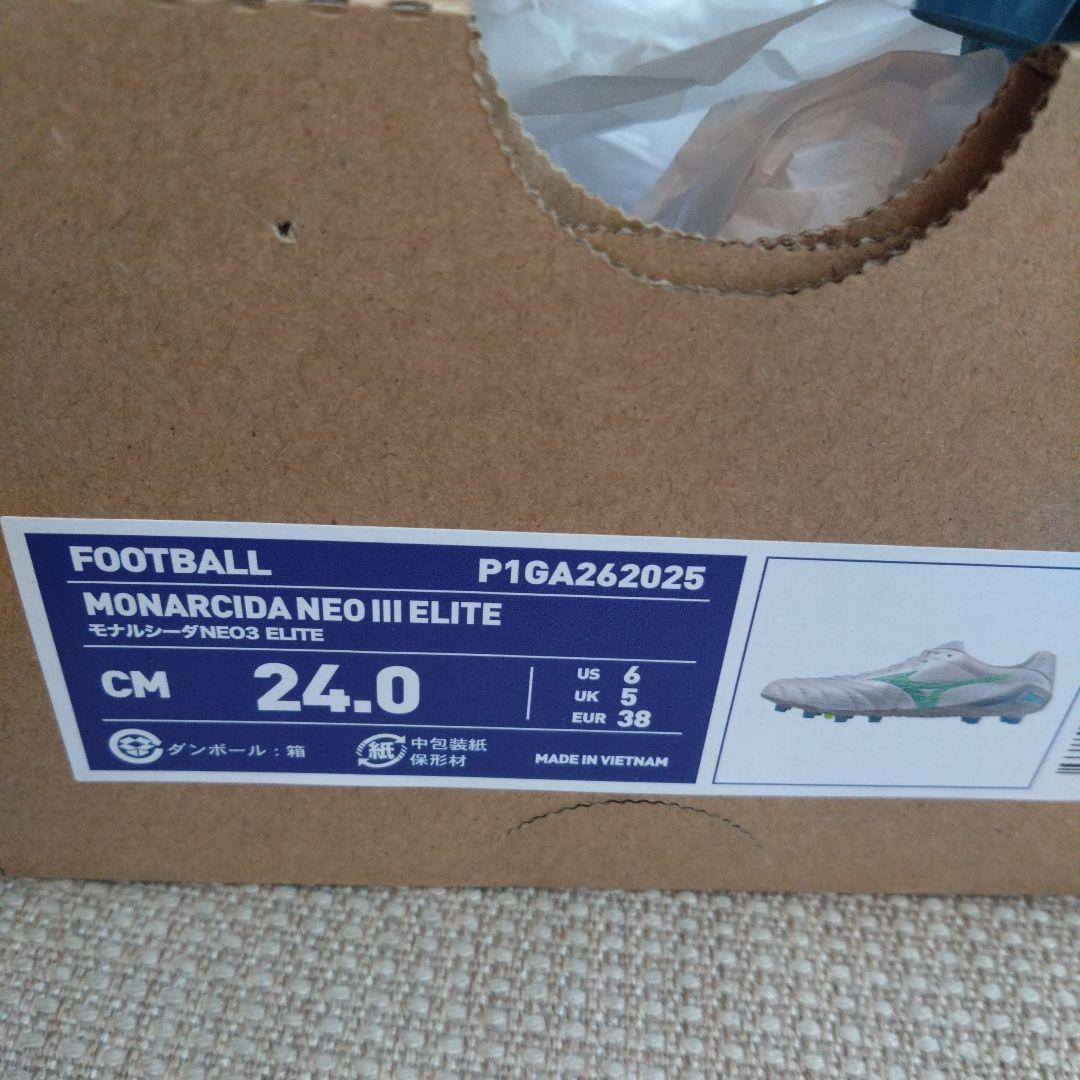 FOOTBALL P1GA262025
MONARCIDA NEO III ELITE
モナルシーダNEO3 ELITE
CM 24.0
US 6
UK 5
EUR 38
ダンボール：箱
紙 中包装紙
保形材
MADE IN VIETNAM